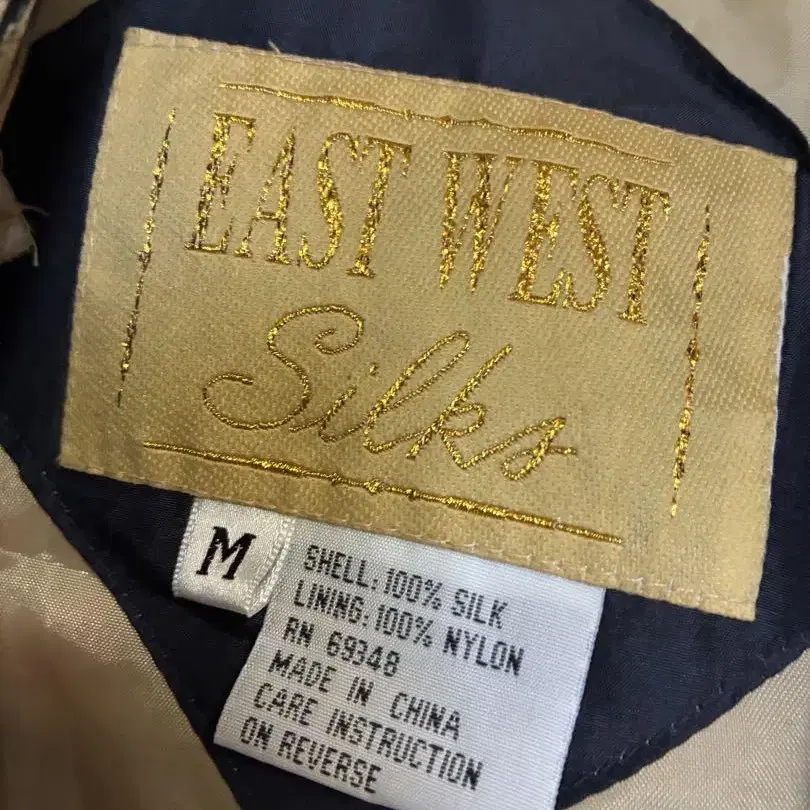 EAST WEST
Silks
M
SHELL: 100% SILK
LINING: 100% NYLON
RN 69348
MADE IN CHINA
CARE INSTRUCTION
ON REVERSE